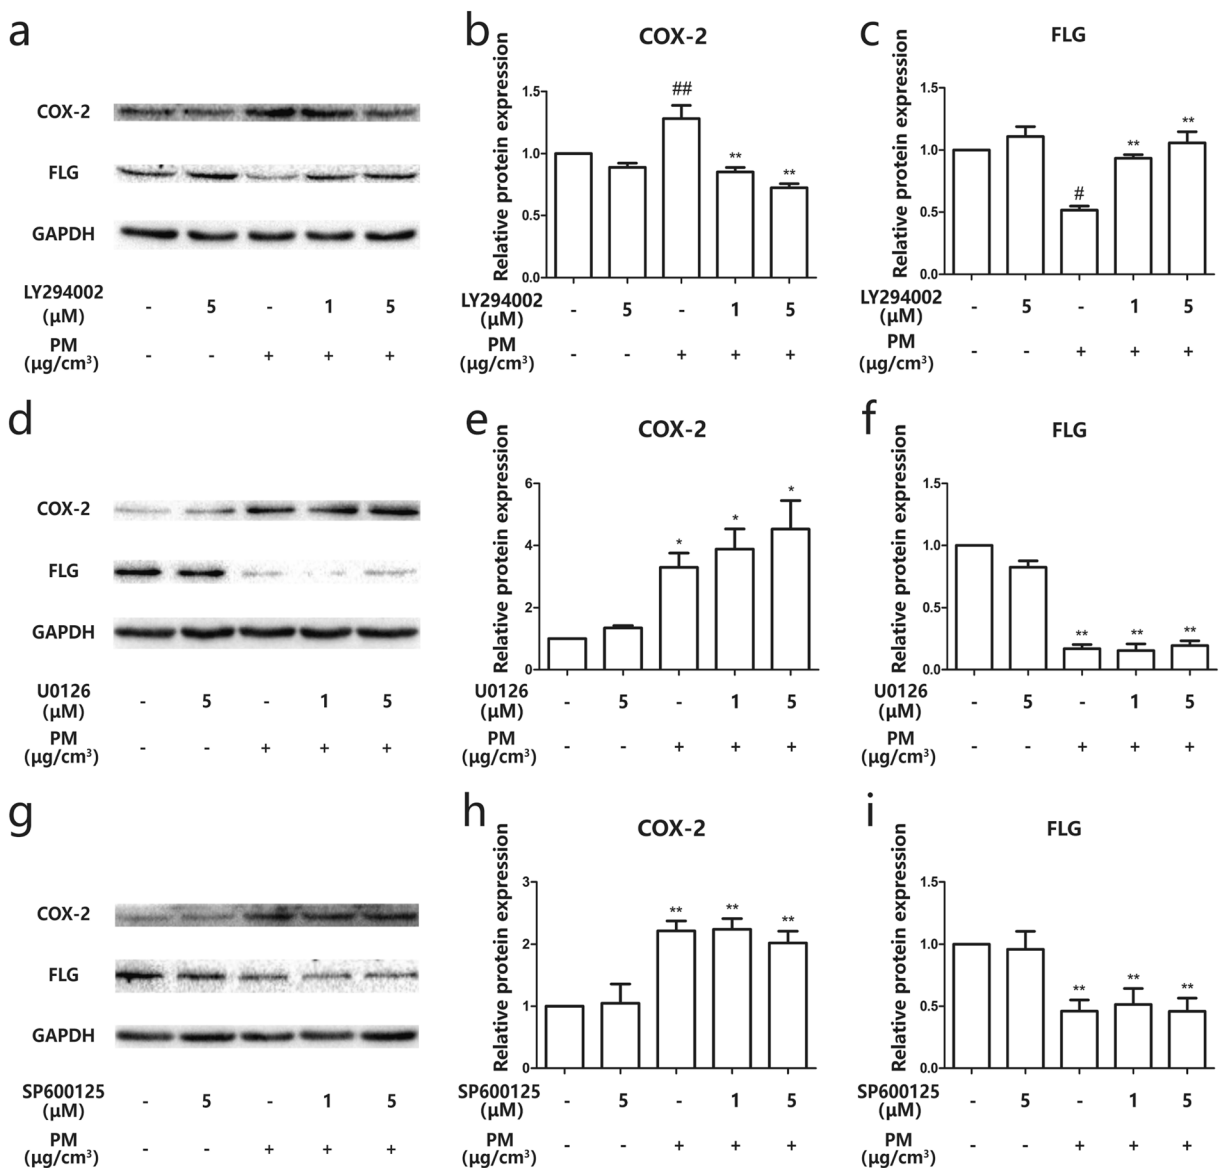 a
COX-2
FLG
GAPDH
LY294002
(μM)
- 5 - 1 5
PM
(μg/cm³)
- - + + +
b
COX-2
Relative protein expression
1.5
1.0
0.5
0.0
##
**
**
LY294002
(μM)
- 5 - 1 5
PM
(μg/cm³)
- - + + +
c
FLG
Relative protein expression
1.5
1.0
0.5
0.0
#
**
**
LY294002
(μM)
- 5 - 1 5
PM
(μg/cm³)
- - + + +
d
COX-2
FLG
GAPDH
U0126
(μM)
- 5 - 1 5
PM
(μg/cm³)
- - + + +
e
COX-2
Relative protein expression
6
4
2
0
*
*
*
U0126
(μM)
- 5 - 1 5
PM
(μg/cm³)
- - + + +
f
FLG
Relative protein expression
1.5
1.0
0.5
0.0
** ** **
U0126
(μM)
- 5 - 1 5
PM
(μg/cm³)
- - + + +
g
COX-2
FLG
GAPDH
SP600125
(μM)
- 5 - 1 5
PM
(μg/cm³)
- - + + +
h
COX-2
Relative protein expression
3
2
1
0
** ** **
SP600125
(μM)
- 5 - 1 5
PM
(μg/cm³)
- - + + +
i
FLG
Relative protein expression
1.5
1.0
0.5
0.0
** ** **
SP600125
(μM)
- 5 - 1 5
PM
(μg/cm³)
- - + + +